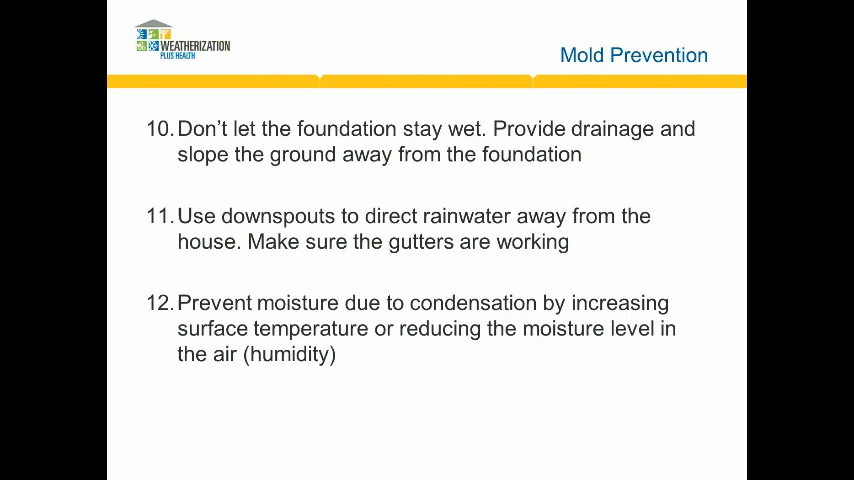 WEATHERIZATION
PLUS HEALTH
Mold Prevention
10. Don't let the foundation stay wet. Provide drainage and
slope the ground away from the foundation
11. Use downspouts to direct rainwater away from the
house. Make sure the gutters are working
12. Prevent moisture due to condensation by increasing
surface temperature or reducing the moisture level in
the air (humidity)